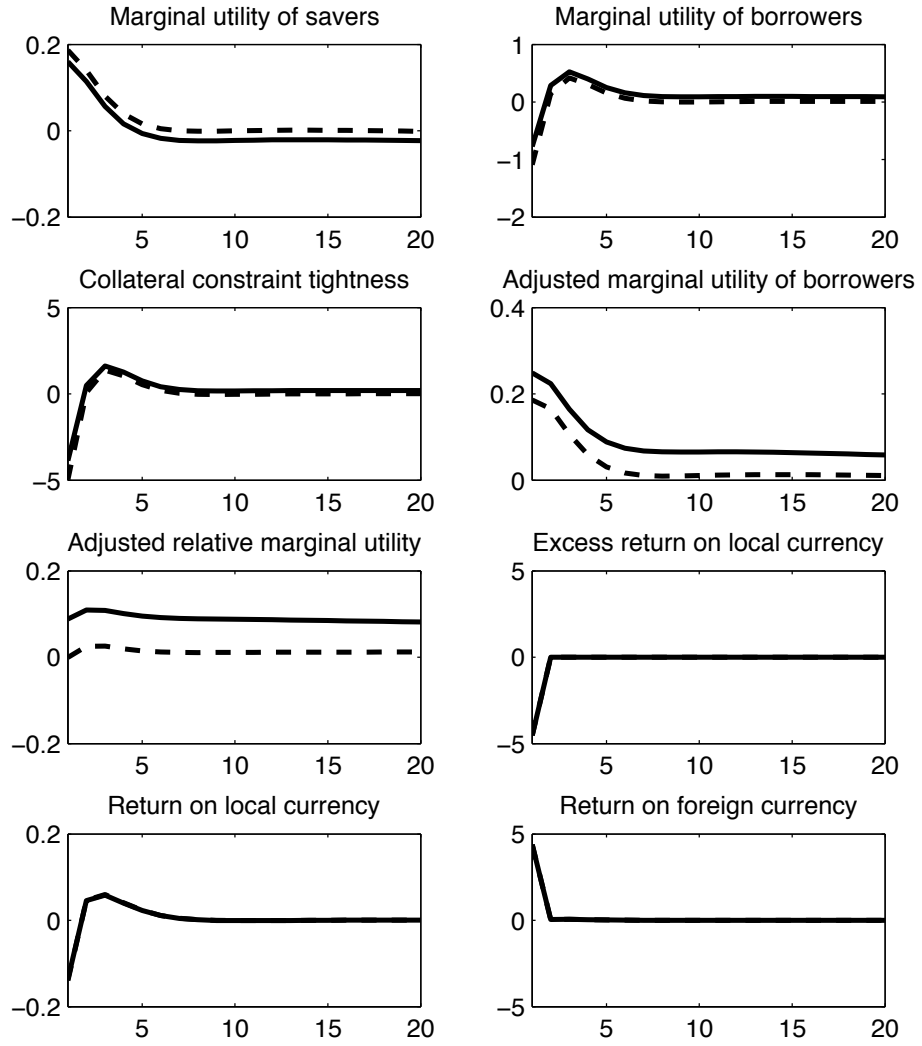 Marginal utility of savers
0.2
0
−0.2
5 10 15 20
Marginal utility of borrowers
1
0
−1
−2
5 10 15 20
Collateral constraint tightness
5
0
−5
5 10 15 20
Adjusted marginal utility of borrowers
0.4
0.2
0
5 10 15 20
Adjusted relative marginal utility
0.2
0
−0.2
5 10 15 20
Excess return on local currency
5
0
−5
5 10 15 20
Return on local currency
0.2
0
−0.2
5 10 15 20
Return on foreign currency
5
0
−5
5 10 15 20